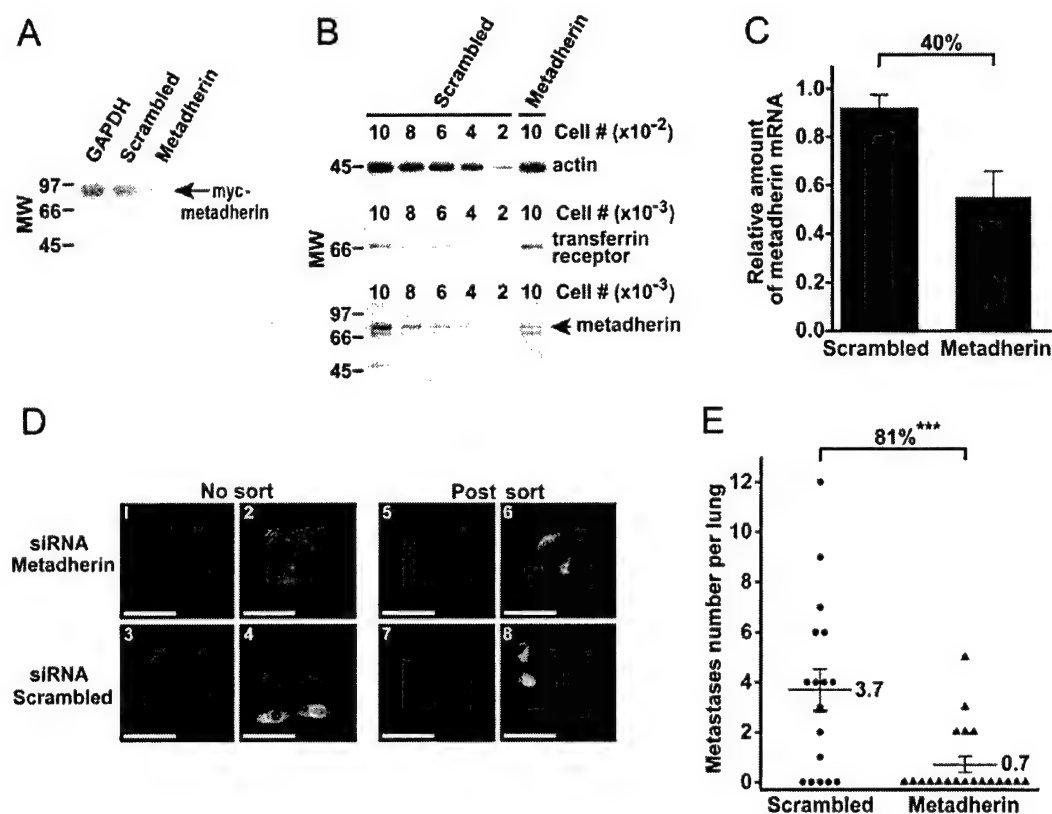 A
GAPDH
Scrambled
Metadherin
97
66
45
MW
myc-
metadherin
B
Scrambled
Metadherin
10 8 6 4 2 10 Cell # (x10⁻²)
45 actin
10 8 6 4 2 10 Cell # (x10⁻³)
MW
66 transferrin
receptor
10 8 6 4 2 10 Cell # (x10⁻³)
97
66
45
metadherin
C
40%
Relative amount
of metadherin mRNA
1.0
0.8
0.6
0.4
0.2
0.0
Scrambled Metadherin
D
No sort Post sort
siRNA
Metadherin
1 2 5 6
siRNA
Scrambled
3 4 7 8
E
81%***
Metastases number per lung
12
10
8
6
4
2
0
3.7
0.7
Scrambled Metadherin